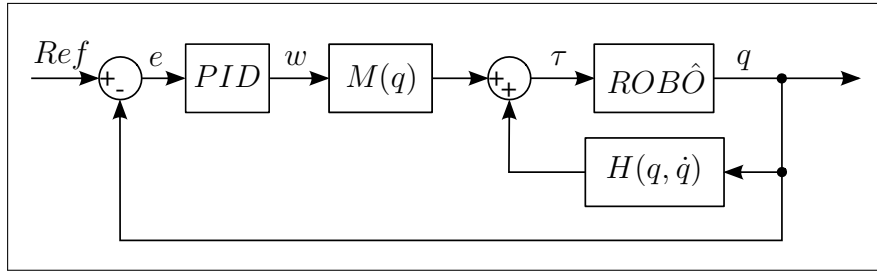 Ref
e
PID
w
M(q)
τ
ROBÔ
q
+
-
+
+
H(q, q̇)